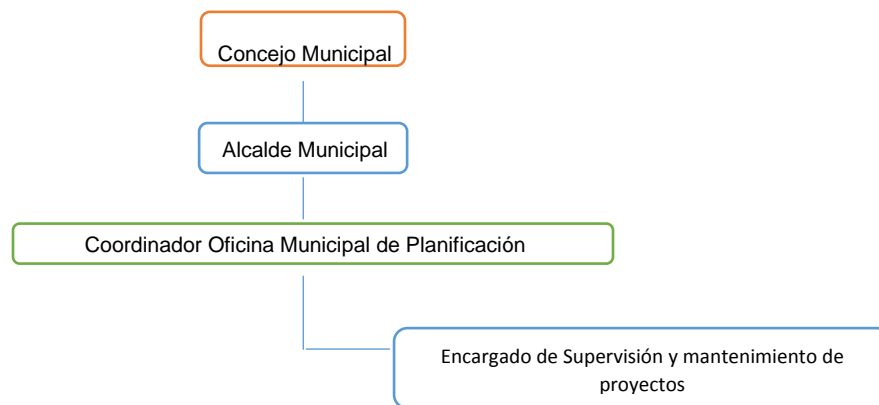 Concejo Municipal
Alcalde Municipal
Coordinador Oficina Municipal de Planificación
Encargado de Supervisión y mantenimiento de
proyectos